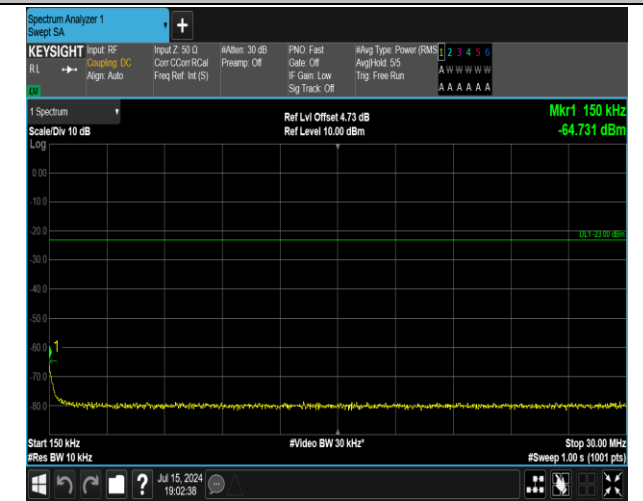 Spectrum Analyzer 1
Swept SA
+
KEYSIGHT Input: RF
RL
Coupling: DC
Align: Auto
Input Z: 50 Ω
Corr CCorr RCal
Freq Ref: Int (S)
#Atten: 30 dB
Preamp: Off
PNO: Fast
Gate: Off
IF Gain: Low
Sig Track: Off
#Avg Type: Power (RMS
Avg|Hold: 5/5
Trig: Free Run
1 2 3 4 5 6
A W W W W W
A A A A A A
1 Spectrum
Scale/Div 10 dB
Ref Lvl Offset 4.73 dB
Ref Level 10.00 dBm
Mkr1 150 kHz
-64.731 dBm
Log
0.00
-10.0
-20.0
DL1 -23.00 dBm
-30.0
-40.0
-50.0
-60.0
1
-70.0
-80.0
Start 150 kHz
#Res BW 10 kHz
#Video BW 30 kHz*
Stop 30.00 MHz
#Sweep 1.00 s (1001 pts)
?
Jul 15, 2024
19:02:38